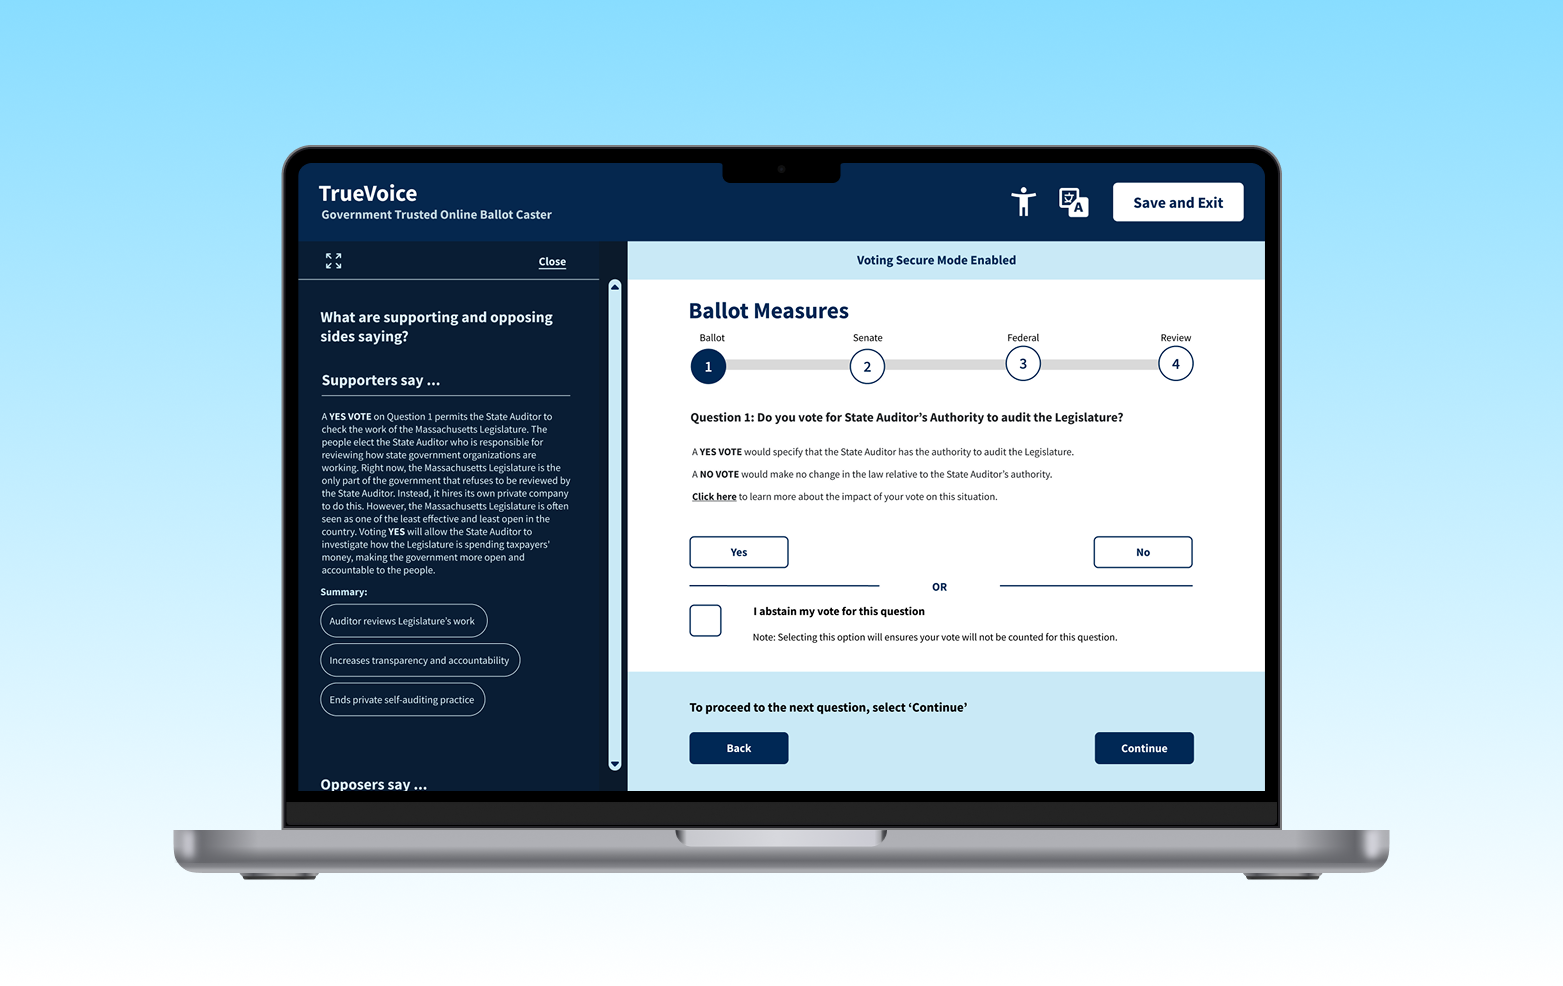 TrueVoice
Government Trusted Online Ballot Caster
A
Save and Exit
Close
What are supporting and opposing
sides saying?
Supporters say ...
A YES VOTE on Question 1 permits the State Auditor to
check the work of the Massachusetts Legislature. The
people elect the State Auditor who is responsible for
reviewing how state government organizations are
working. Right now, the Massachusetts Legislature is the
only part of the government that refuses to be reviewed by
the State Auditor. Instead, it hires its own private company
to do this. However, the Massachusetts Legislature is often
seen as one of the least effective and least open in the
country. Voting YES will allow the State Auditor to
investigate how the Legislature is spending taxpayers'
money, making the government more open and
accountable to the people.
Summary:
Auditor reviews Legislature's work
Increases transparency and accountability
Ends private self-auditing practice
Opposers say ...
Voting Secure Mode Enabled
Ballot Measures
Ballot Senate Federal Review
1 2 3 4
Question 1: Do you vote for State Auditor’s Authority to audit the Legislature?
A YES VOTE would specify that the State Auditor has the authority to audit the Legislature.
A NO VOTE would make no change in the law relative to the State Auditor’s authority.
Click here to learn more about the impact of your vote on this situation.
Yes No
OR
I abstain my vote for this question
Note: Selecting this option will ensures your vote will not be counted for this question.
To proceed to the next question, select ‘Continue’
Back Continue